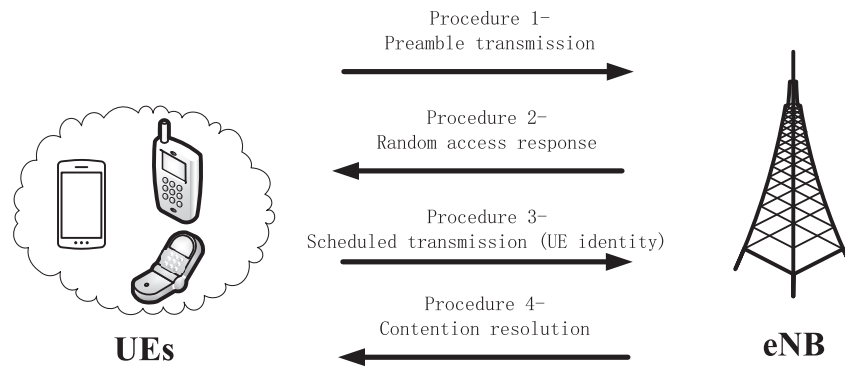 Procedure 1-
Preamble transmission
Procedure 2-
Random access response
Procedure 3-
Scheduled transmission (UE identity)
Procedure 4-
Contention resolution
UEs
eNB